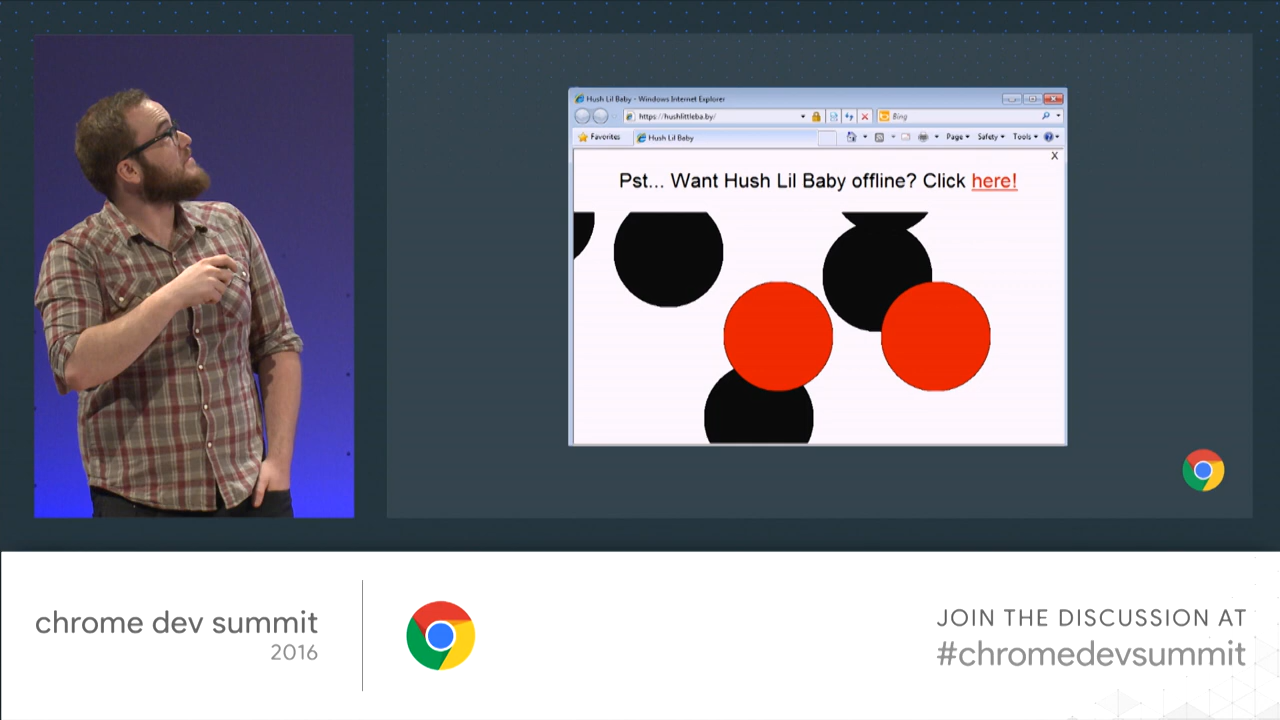 Hush Lil Baby - Windows Internet Explorer
https://hushlittleba.by/
Bing
Favorites
Hush Lil Baby
Page
Safety
Tools
X
Pst... Want Hush Lil Baby offline? Click here!
chrome dev summit
2016
JOIN THE DISCUSSION AT
#chromedevsummit